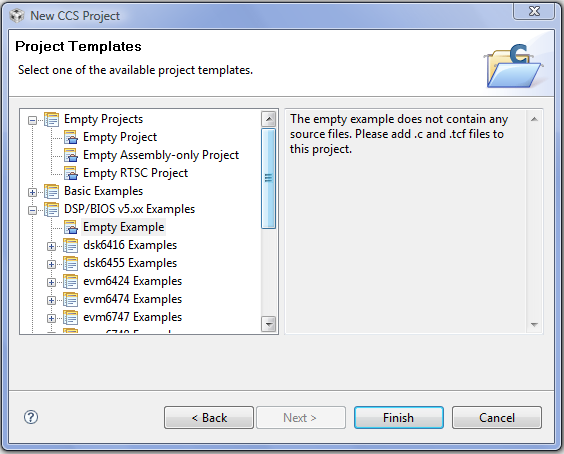 New CCS Project
Project Templates
Select one of the available project templates.
Empty Projects
Empty Project
Empty Assembly-only Project
Empty RTSC Project
Basic Examples
DSP/BIOS v5.xx Examples
Empty Example
dsk6416 Examples
dsk6455 Examples
evm6424 Examples
evm6474 Examples
evm6747 Examples
The empty example does not contain any
source files. Please add .c and .tcf files to
this project.
< Back
Next >
Finish
Cancel